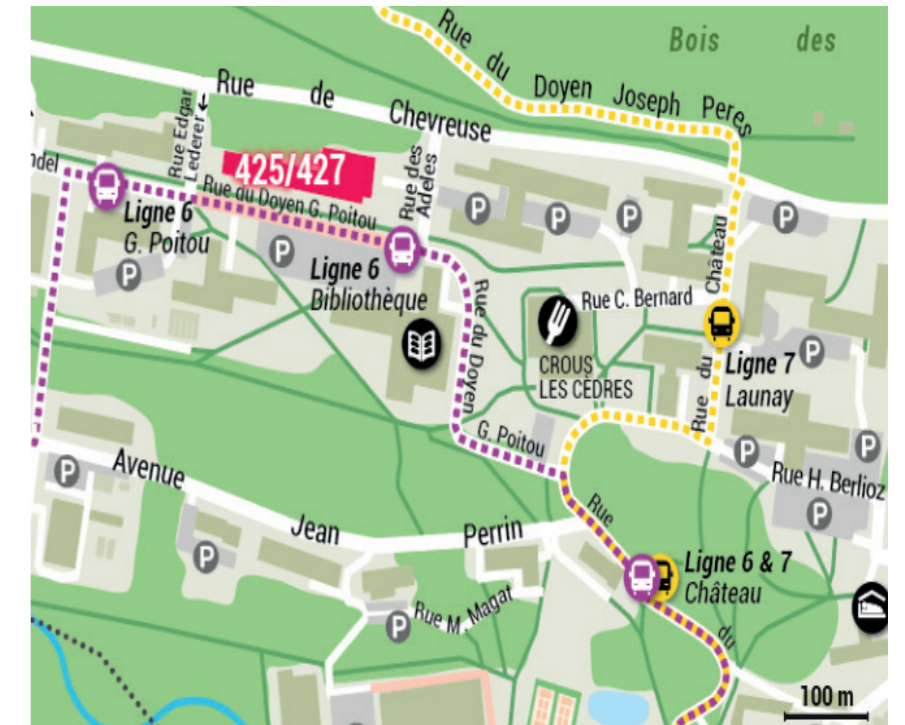 Bois des
Rue du Doyen Joseph Peres
Rue de Chevreuse
Rue Edgar
Lederer
425/427
Rue des
Adeles
ndel
Rue du Doyen G. Poitou
Ligne 6
G. Poitou
P
P
P
P
P
P
Ligne 6
Bibliothèque
Rue du Doyen
G. Poitou
Rue C. Bernard
CROUS
LES CÈDRES
Rue du Château
Ligne 7
Launay
P
P
P
Rue H. Berlioz
P
P
Avenue Jean Perrin
P
Rue du
Ligne 6 & 7
Château
Rue M. Magat
P
P
100 m